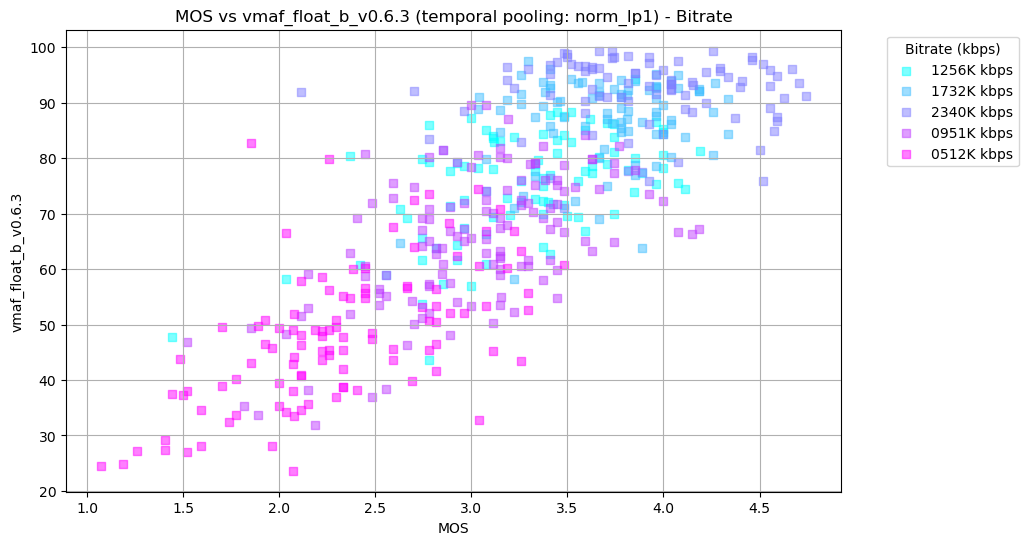 MOS vs vmaf_float_b_v0.6.3 (temporal pooling: norm_lp1) - Bitrate
vmaf_float_b_v0.6.3
100
90
80
70
60
50
40
30
20
1.0 1.5 2.0 2.5 3.0 3.5 4.0 4.5
MOS
Bitrate (kbps)
1256K kbps
1732K kbps
2340K kbps
0951K kbps
0512K kbps